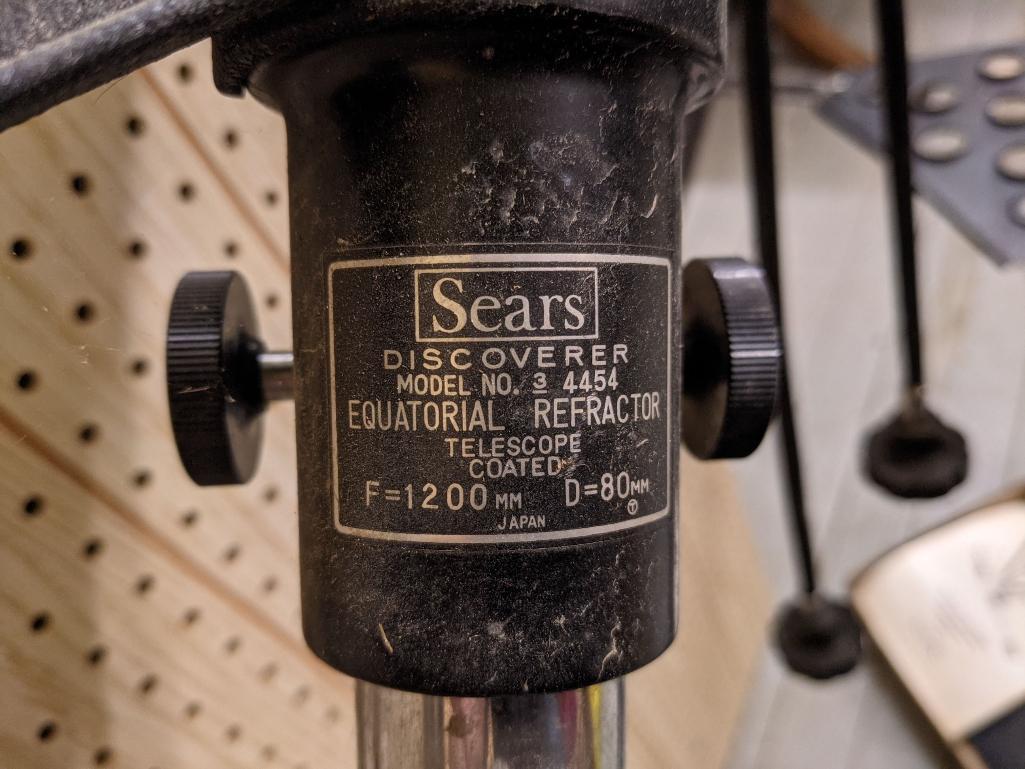 Sears
DISCOVERER
MODEL NO. 3 4454
EQUATORIAL REFRACTOR
TELESCOPE
COATED
F=1200MM D=80MM
JAPAN T